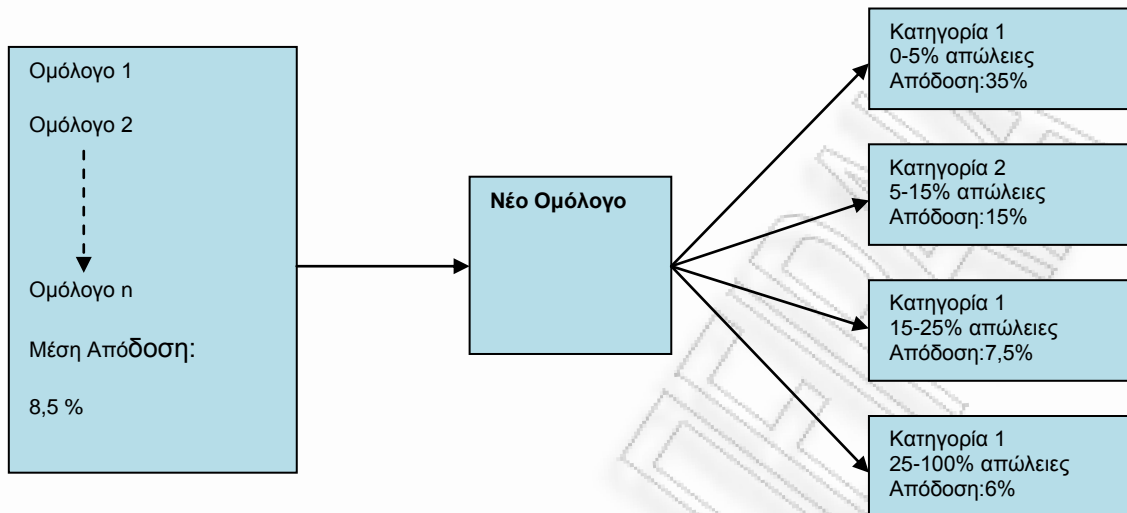 Ομόλογο 1
Ομόλογο 2
Ομόλογο n
Μέση Απόδοση:
8,5 %
Νέο Ομόλογο
Κατηγορία 1
0-5% απώλειες
Απόδοση:35%
Κατηγορία 2
5-15% απώλειες
Απόδοση:15%
Κατηγορία 1
15-25% απώλειες
Απόδοση:7,5%
Κατηγορία 1
25-100% απώλειες
Απόδοση:6%